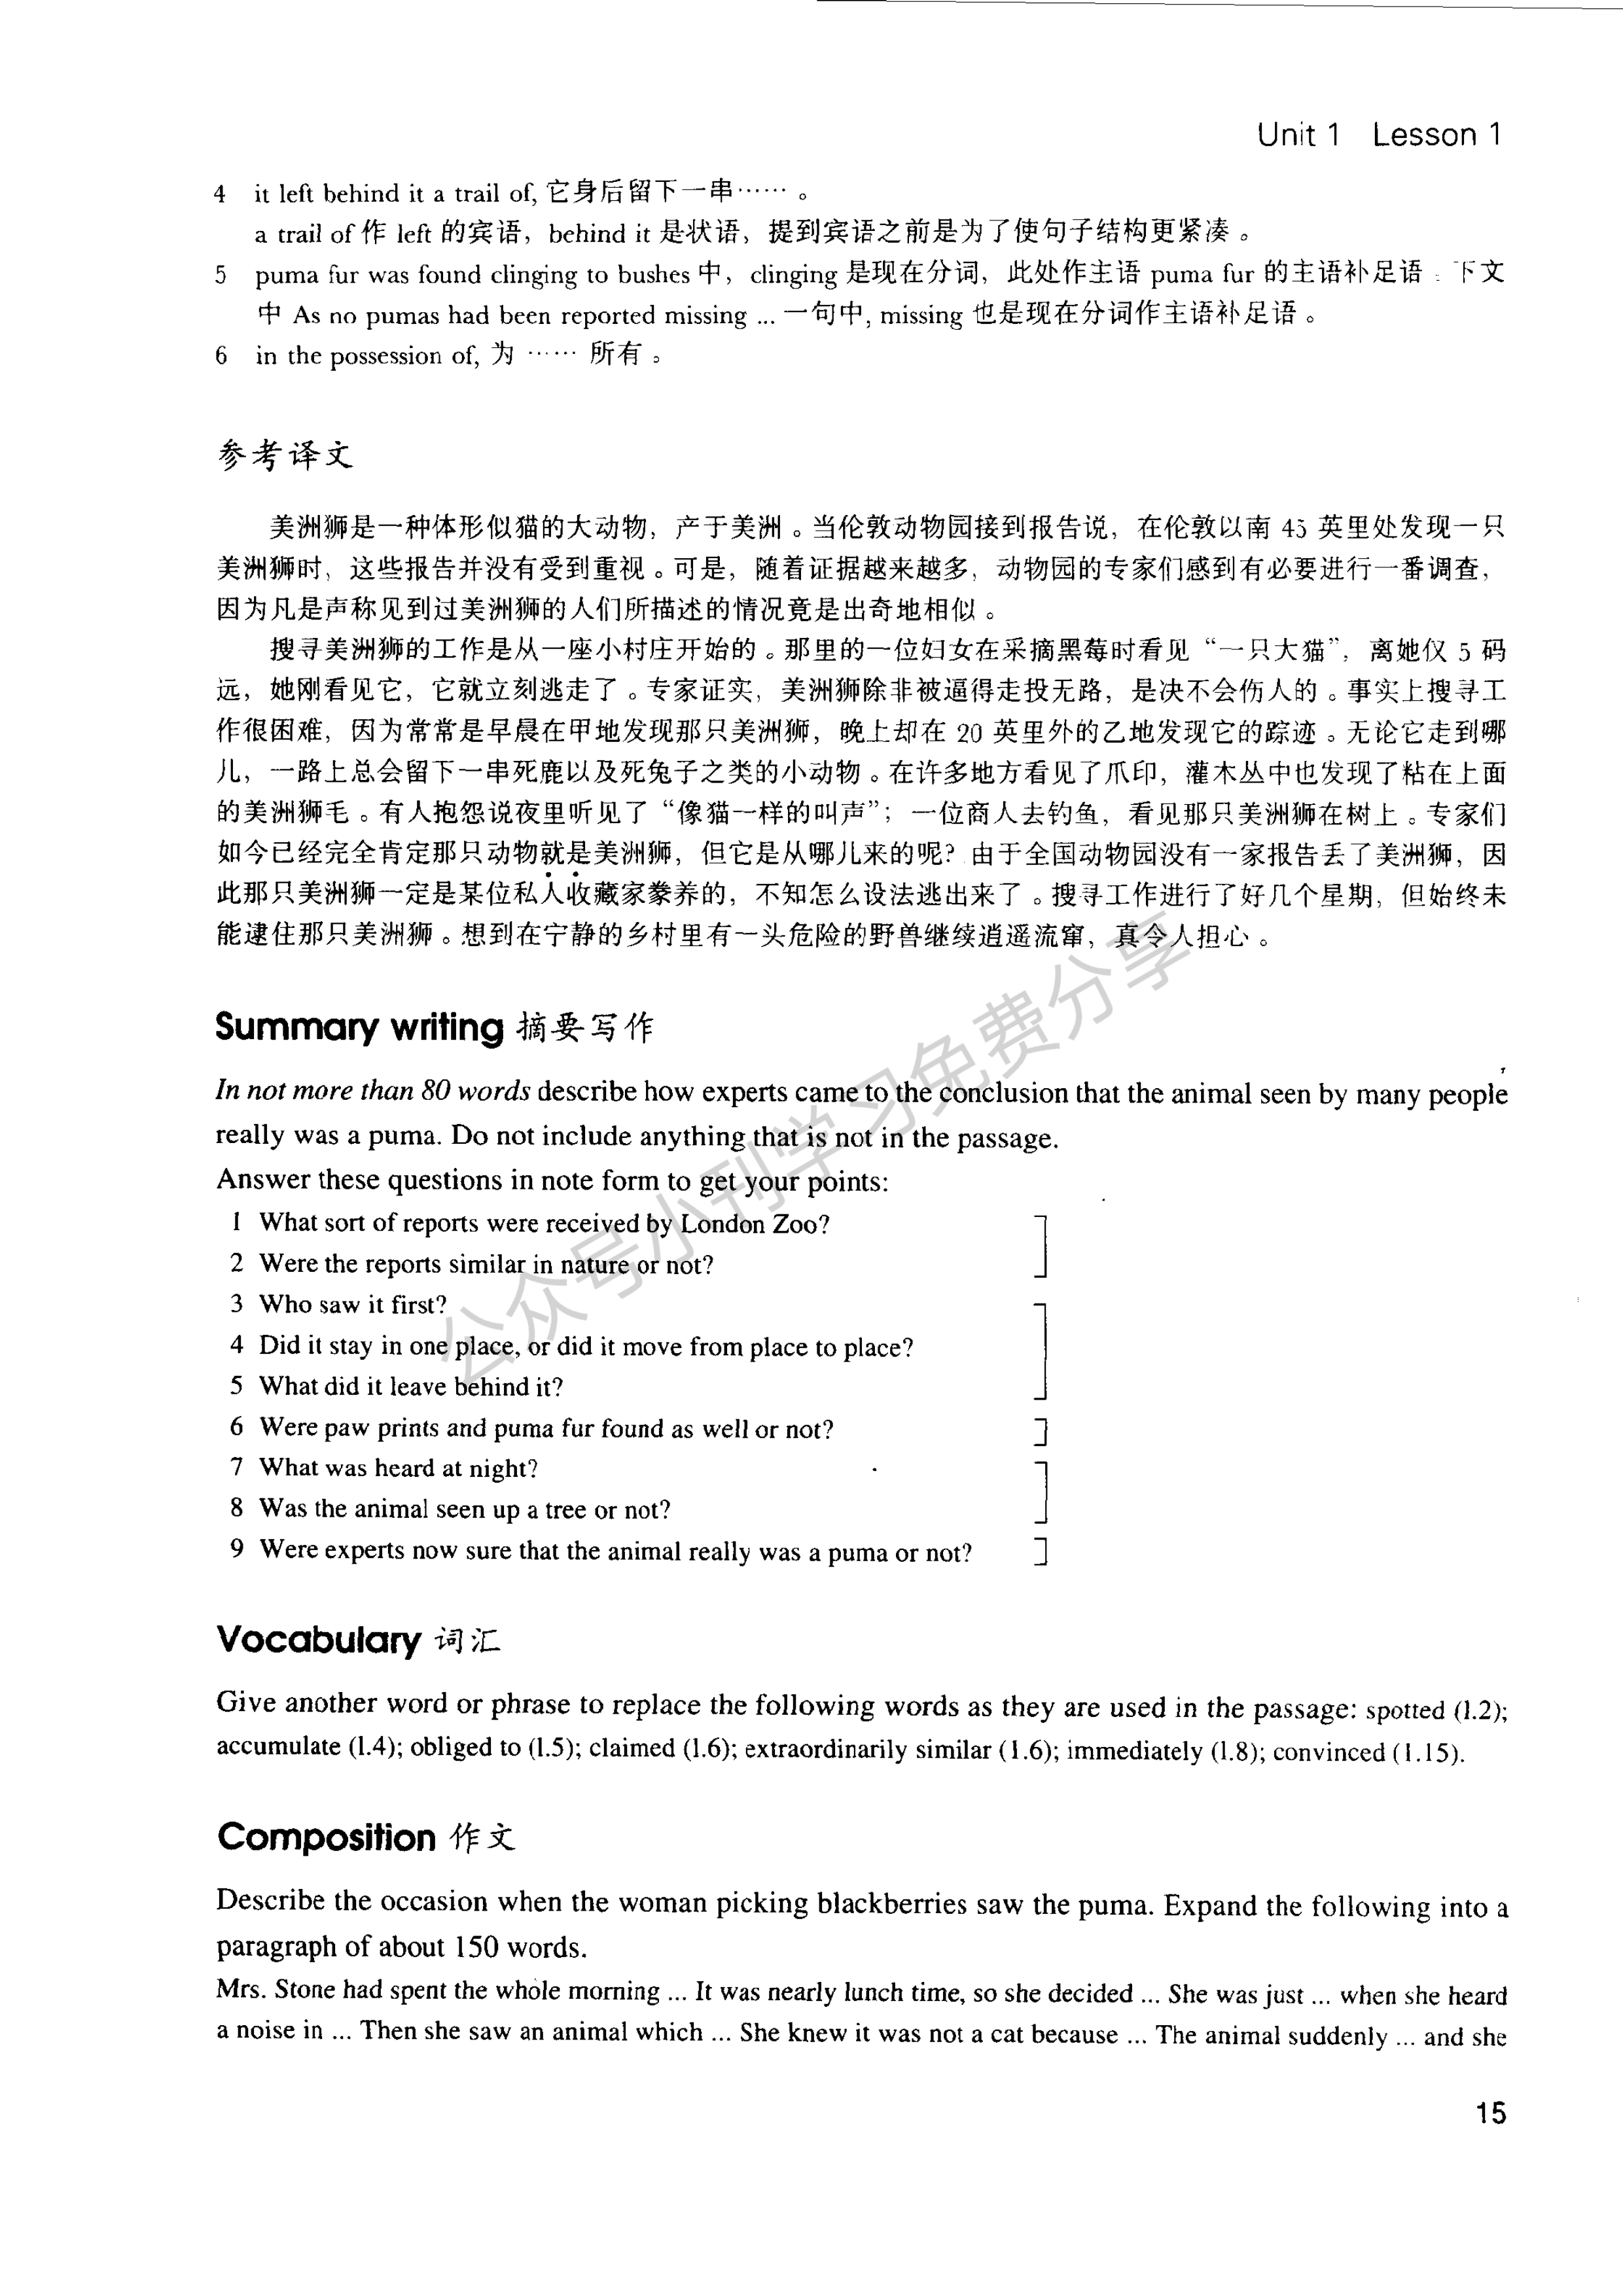 Unit 1 Lesson 1
4 it left behind it a trail of, 它身后留下一串……。
a trail of 作 left 的宾语，behind it 是状语，提到宾语之前是为了使句子结构更紧凑。
5 puma fur was found clinging to bushes 中，clinging 是现在分词，此处作主语 puma fur 的主语补足语．下文
中 As no pumas had been reported missing ... 一句中, missing 也是现在分词作主语补足语。
6 in the possession of, 为 …… 所有。
参考译文
美洲狮是一种体形似猫的大动物，产于美洲。当伦敦动物园接到报告说，在伦敦以南 45 英里处发现一只
美洲狮时，这些报告并没有受到重视。可是，随着证据越来越多，动物园的专家们感到有必要进行一番调查，
因为凡是声称见到过美洲狮的人们所描述的情况竟是出奇地相似。
搜寻美洲狮的工作是从一座小村庄开始的。那里的一位妇女在采摘黑莓时看见“一只大猫”，离她仅 5 码
远，她刚看见它，它就立刻逃走了。专家证实，美洲狮除非被逼得走投无路，是决不会伤人的。事实上搜寻工
作很困难，因为常常是早晨在甲地发现那只美洲狮，晚上却在 20 英里外的乙地发现它的踪迹。无论它走到哪
儿，一路上总会留下一串死鹿以及死兔子之类的小动物。在许多地方看见了爪印，灌木丛中也发现了粘在上面
的美洲狮毛。有人抱怨说夜里听见了“像猫一样的叫声”；一位商人去钓鱼，看见那只美洲狮在树上。专家们
如今已经完全肯定那只动物就是美洲狮，但它是从哪儿来的呢？由于全国动物园没有一家报告丢了美洲狮，因
此那只美洲狮一定是某位私人收藏家豢养的，不知怎么设法逃出来了。搜寻工作进行了好几个星期，但始终未
能逮住那只美洲狮。想到在宁静的乡村里有一头危险的野兽继续逍遥流窜，真令人担心。
Summary writing 摘要写作
In not more than 80 words describe how experts came to the conclusion that the animal seen by many people
really was a puma. Do not include anything that is not in the passage.
Answer these questions in note form to get your points:
1 What sort of reports were received by London Zoo?
2 Were the reports similar in nature or not?
3 Who saw it first?
4 Did it stay in one place, or did it move from place to place?
5 What did it leave behind it?
6 Were paw prints and puma fur found as well or not?
7 What was heard at night?
8 Was the animal seen up a tree or not?
9 Were experts now sure that the animal really was a puma or not?
公众号小刊学习免费分享
Vocabulary 词汇
Give another word or phrase to replace the following words as they are used in the passage: spotted (l.2);
accumulate (l.4); obliged to (l.5); claimed (l.6); extraordinarily similar (l.6); immediately (l.8); convinced (l.15).
Composition 作文
Describe the occasion when the woman picking blackberries saw the puma. Expand the following into a
paragraph of about 150 words.
Mrs. Stone had spent the whole morning ... It was nearly lunch time, so she decided ... She was just ... when she heard
a noise in ... Then she saw an animal which ... She knew it was not a cat because ... The animal suddenly ... and she
15